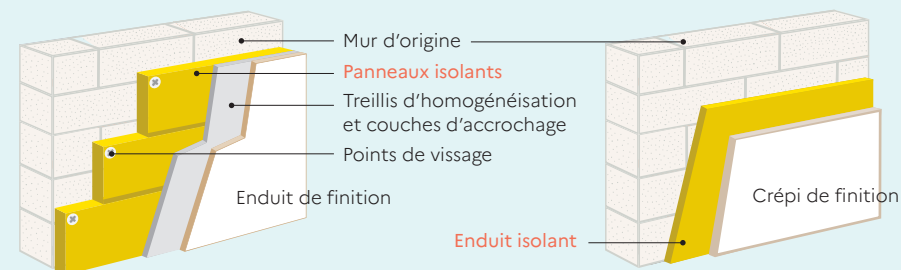 Mur d'origine
Panneaux isolants
Treillis d'homogénéisation
et couches d'accrochage
Points de vissage
Enduit de finition
Crépi de finition
Enduit isolant